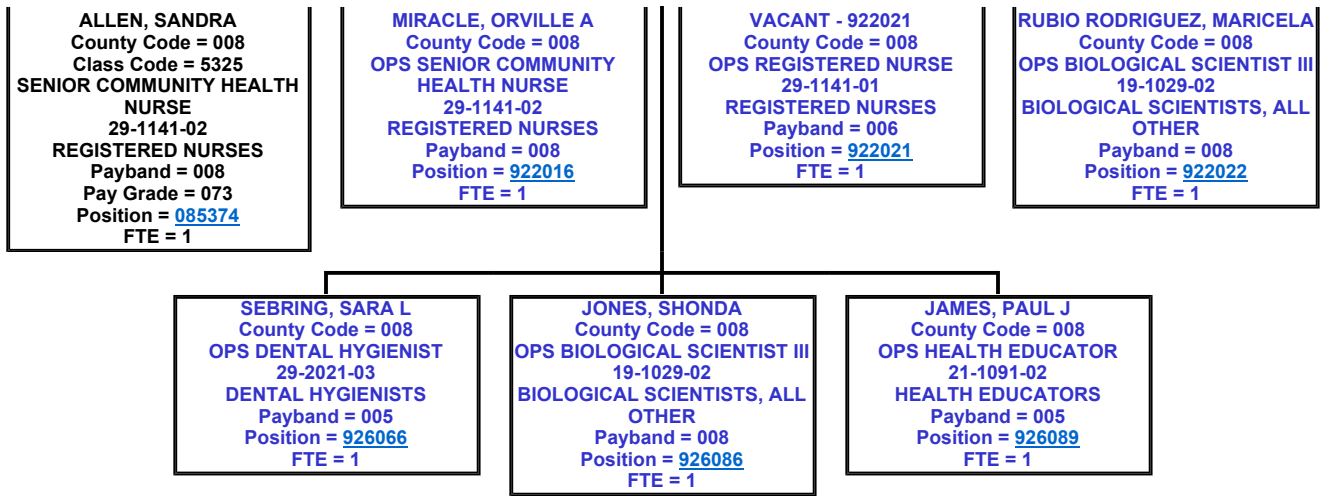 ALLEN, SANDRA
County Code = 008
Class Code = 5325
SENIOR COMMUNITY HEALTH
NURSE
29-1141-02
REGISTERED NURSES
Payband = 008
Pay Grade = 073
Position = 085374
FTE = 1
MIRACLE, ORVILLE A
County Code = 008
OPS SENIOR COMMUNITY
HEALTH NURSE
29-1141-02
REGISTERED NURSES
Payband = 008
Position = 922016
FTE = 1
VACANT - 922021
County Code = 008
OPS REGISTERED NURSE
29-1141-01
REGISTERED NURSES
Payband = 006
Position = 922021
FTE = 1
RUBIO RODRIGUEZ, MARICELA
County Code = 008
OPS BIOLOGICAL SCIENTIST III
19-1029-02
BIOLOGICAL SCIENTISTS, ALL
OTHER
Payband = 008
Position = 922022
FTE = 1
SEBRING, SARA L
County Code = 008
OPS DENTAL HYGIENIST
29-2021-03
DENTAL HYGIENISTS
Payband = 005
Position = 926066
FTE = 1
JONES, SHONDA
County Code = 008
OPS BIOLOGICAL SCIENTIST III
19-1029-02
BIOLOGICAL SCIENTISTS, ALL
OTHER
Payband = 008
Position = 926086
FTE = 1
JAMES, PAUL J
County Code = 008
OPS HEALTH EDUCATOR
21-1091-02
HEALTH EDUCATORS
Payband = 005
Position = 926089
FTE = 1